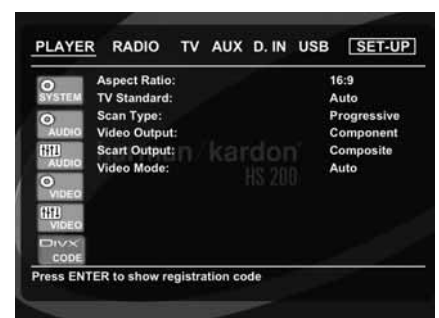 PLAYER RADIO TV AUX D. IN USB SET-UP
SYSTEM
AUDIO
AUDIO
VIDEO
VIDEO
DIVX
CODE
Aspect Ratio: 16:9
TV Standard: Auto
Scan Type: Progressive
Video Output: Component
Scart Output: Composite
Video Mode: Auto
harman/kardon
HS 200
Press ENTER to show registration code